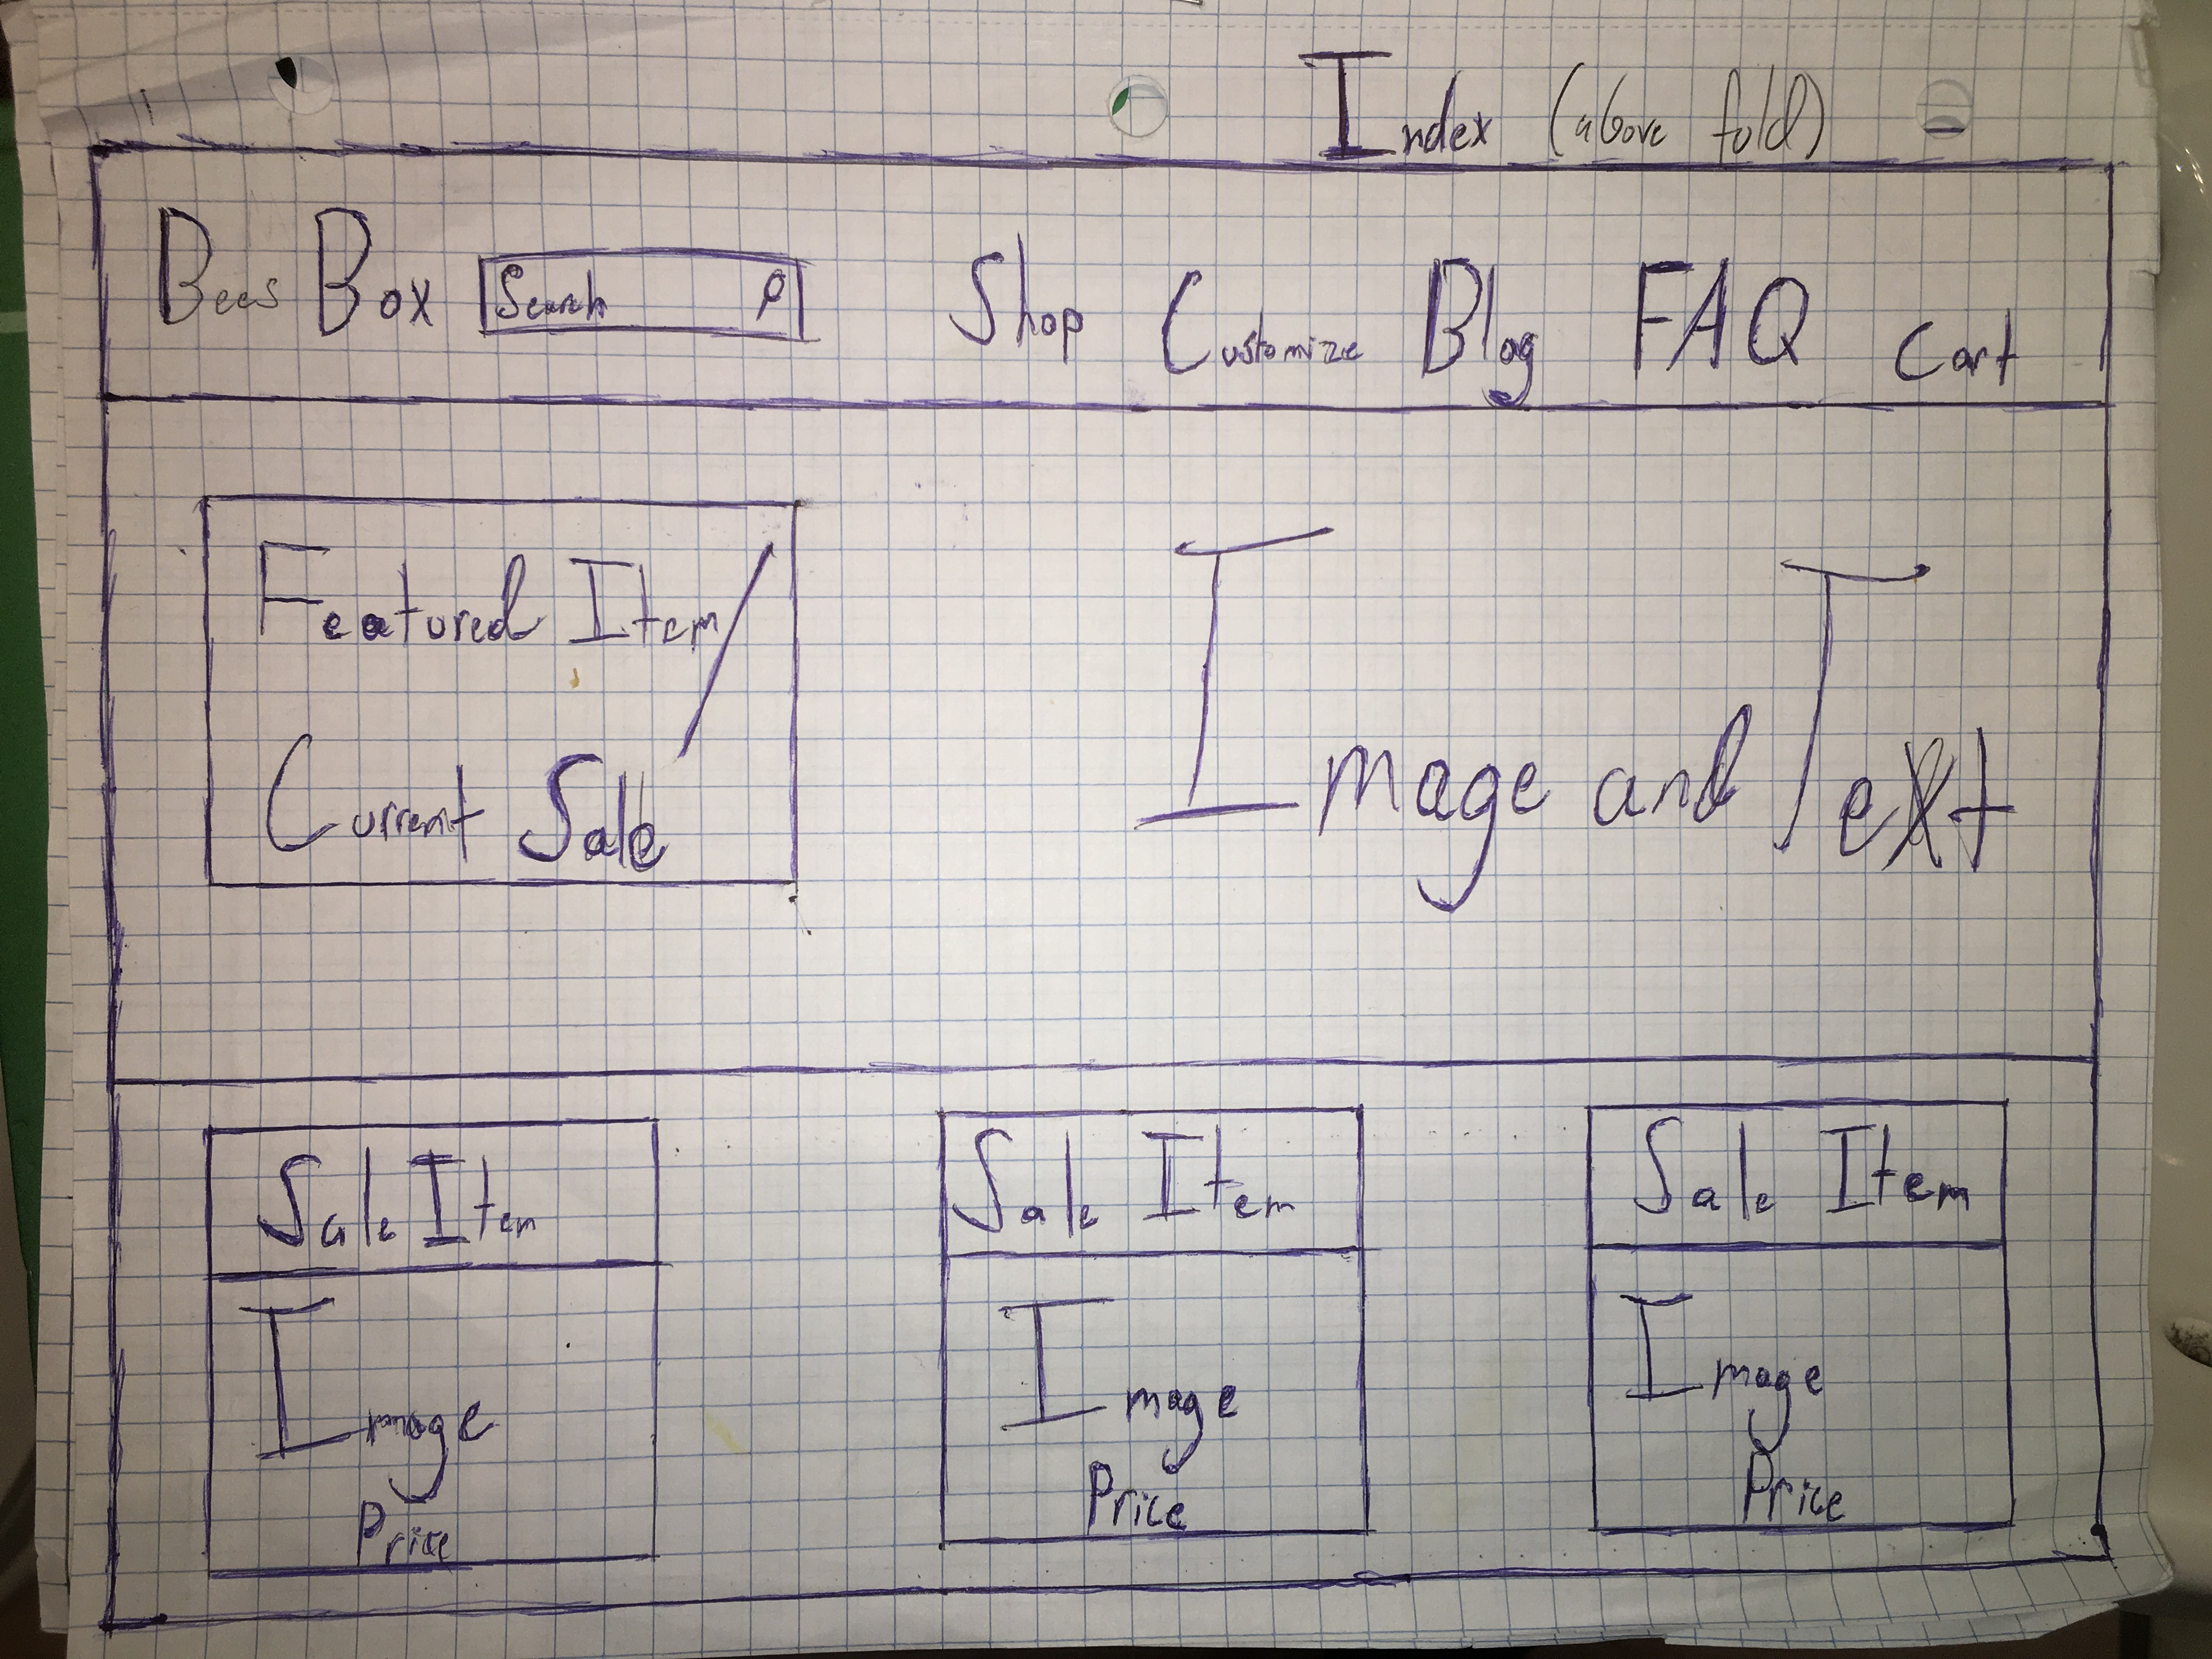 Index (above fold)
Bees Box Search Shop Customize Blog FAQ Cart
Featured Item/
Current Sale
Image and Text
Sale Item
Image
Price
Sale Item
Image
Price
Sale Item
Image
Price